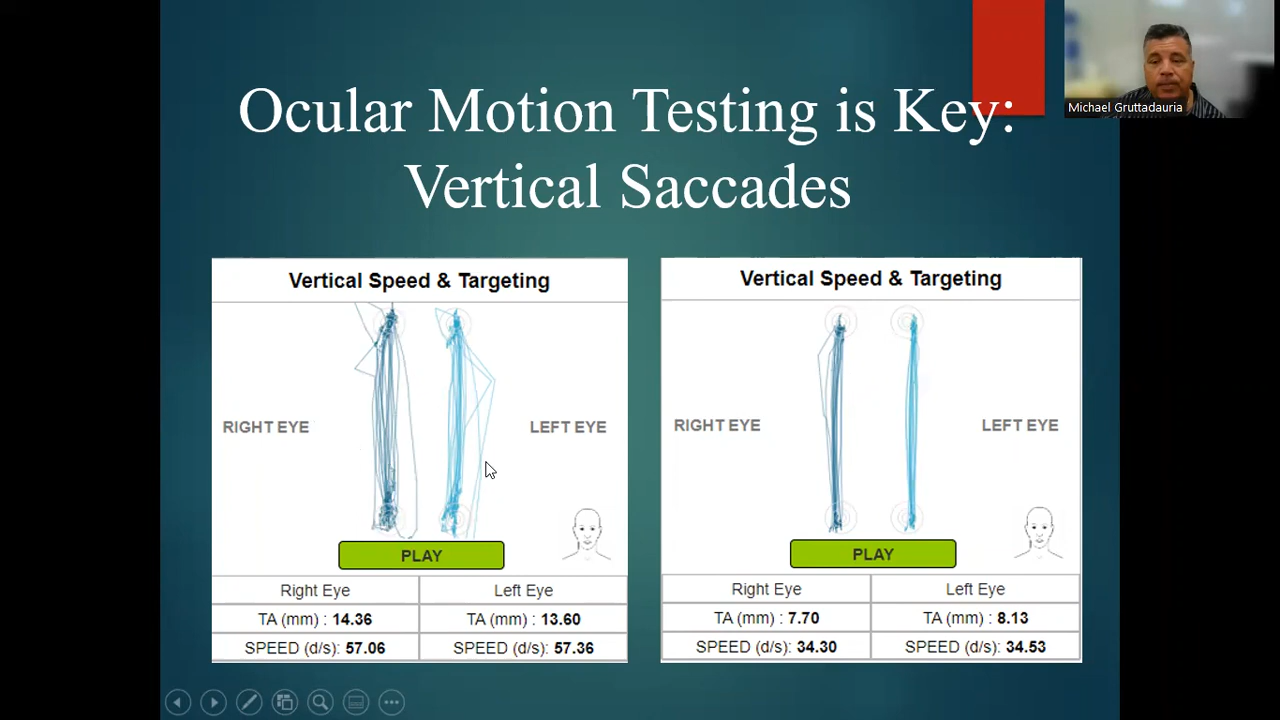 Ocular Motion Testing is Key:
Vertical Saccades
Michael Gruttadauria
Vertical Speed & Targeting
RIGHT EYE
LEFT EYE
PLAY
Right Eye
Left Eye
TA (mm) : 14.36
TA (mm) : 13.60
SPEED (d/s): 57.06
SPEED (d/s): 57.36
Vertical Speed & Targeting
RIGHT EYE
LEFT EYE
PLAY
Right Eye
Left Eye
TA (mm) : 7.70
TA (mm) : 8.13
SPEED (d/s): 34.30
SPEED (d/s): 34.53